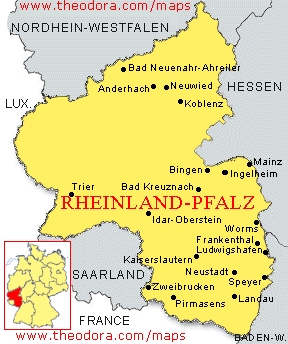 www.theodora.com/maps
NORDHEIN-WESTFALEN
Bad Neuenahr-Ahreiler
Anderhach
Neuwied
HESSEN
Koblenz
LUX.
Mainz
Bingen
Ingelheim
Trier
Bad Kreuznach
RHEINLAND-PFALZ
Idar-Oberstein
Worms
Frankenthal
Ludwigshafen
Kaiserslautern
SAARLAND
Neustadt
Speyer
Zweibrucken
Pirmasens
Landau
FRANCE
www.theodora.com/maps
BADEN-W.